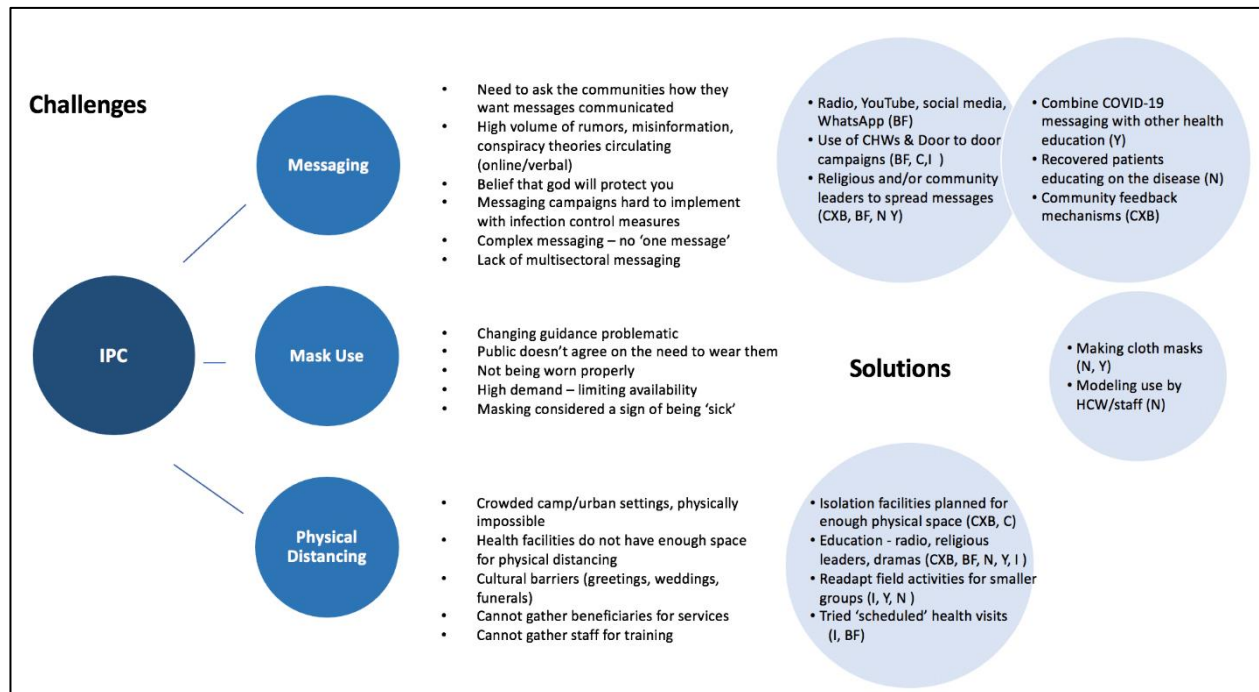 Challenges
IPC
Messaging
• Need to ask the communities how they
want messages communicated
• High volume of rumors, misinformation,
conspiracy theories circulating
(online/verbal)
• Belief that god will protect you
• Messaging campaigns hard to implement
with infection control measures
• Complex messaging – no ‘one message’
• Lack of multisectoral messaging
• Radio, YouTube, social media,
WhatsApp (BF)
• Use of CHWs & Door to door
campaigns (BF, C,I )
• Religious and/or community
leaders to spread messages
(CXB, BF, N Y)
• Combine COVID-19
messaging with other health
education (Y)
• Recovered patients
educating on the disease (N)
• Community feedback
mechanisms (CXB)
Mask Use
• Changing guidance problematic
• Public doesn’t agree on the need to wear them
• Not being worn properly
• High demand – limiting availability
• Masking considered a sign of being ‘sick’
Solutions
• Making cloth masks
(N, Y)
• Modeling use by
HCW/staff (N)
Physical
Distancing
• Crowded camp/urban settings, physically
impossible
• Health facilities do not have enough space
for physical distancing
• Cultural barriers (greetings, weddings,
funerals)
• Cannot gather beneficiaries for services
• Cannot gather staff for training
• Isolation facilities planned for
enough physical space (CXB, C)
• Education - radio, religious
leaders, dramas (CXB, BF, N, Y, I )
• Readapt field activities for smaller
groups (I, Y, N )
• Tried ‘scheduled’ health visits
(I, BF)